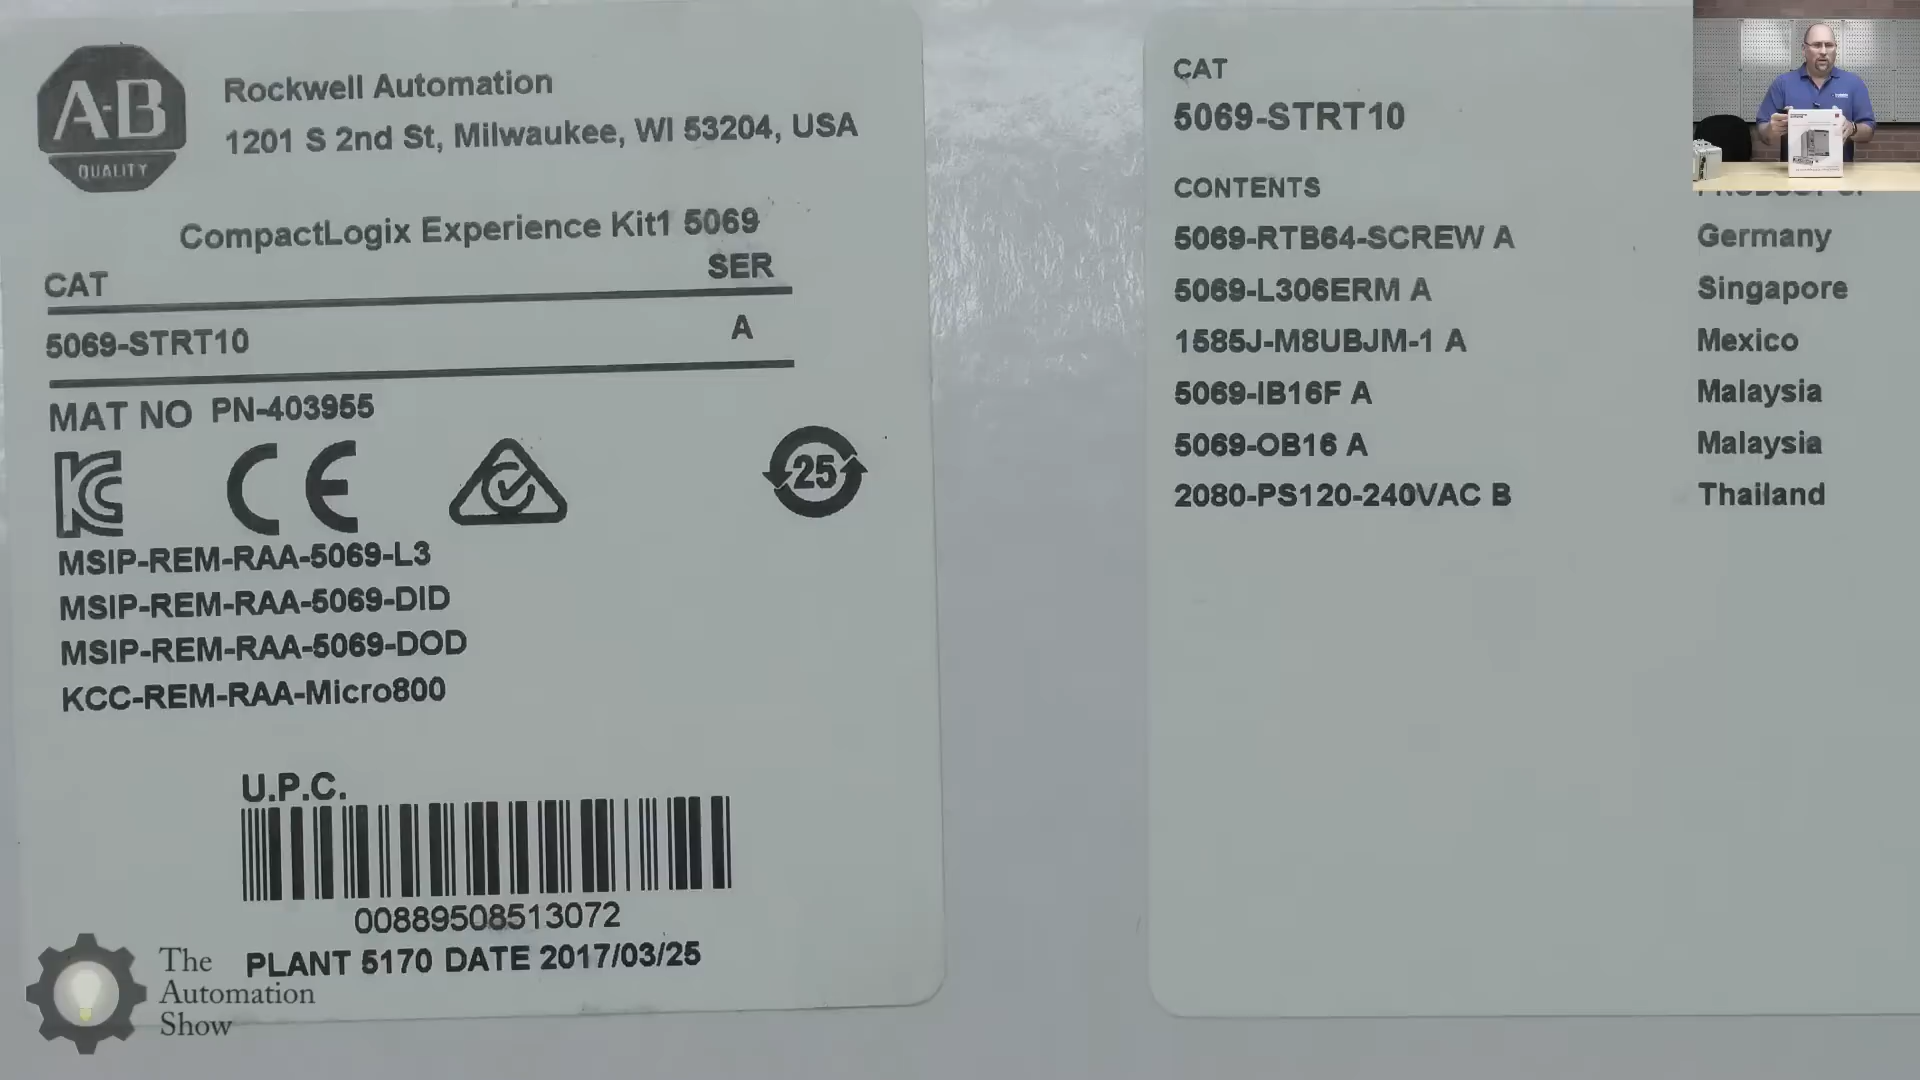 A-B
QUALITY
Rockwell Automation
1201 S 2nd St, Milwaukee, WI 53204, USA
CompactLogix Experience Kit1 5069
CAT SER
5069-STRT10 A
MAT NO PN-403955
25
MSIP-REM-RAA-5069-L3
MSIP-REM-RAA-5069-DID
MSIP-REM-RAA-5069-DOD
KCC-REM-RAA-Micro800
U.P.C.
00889508513072
PLANT 5170 DATE 2017/03/25
The
Automation
Show
CAT
5069-STRT10
CONTENTS
5069-RTB64-SCREW A Germany
5069-L306ERM A Singapore
1585J-M8UBJM-1 A Mexico
5069-IB16F A Malaysia
5069-OB16 A Malaysia
2080-PS120-240VAC B Thailand